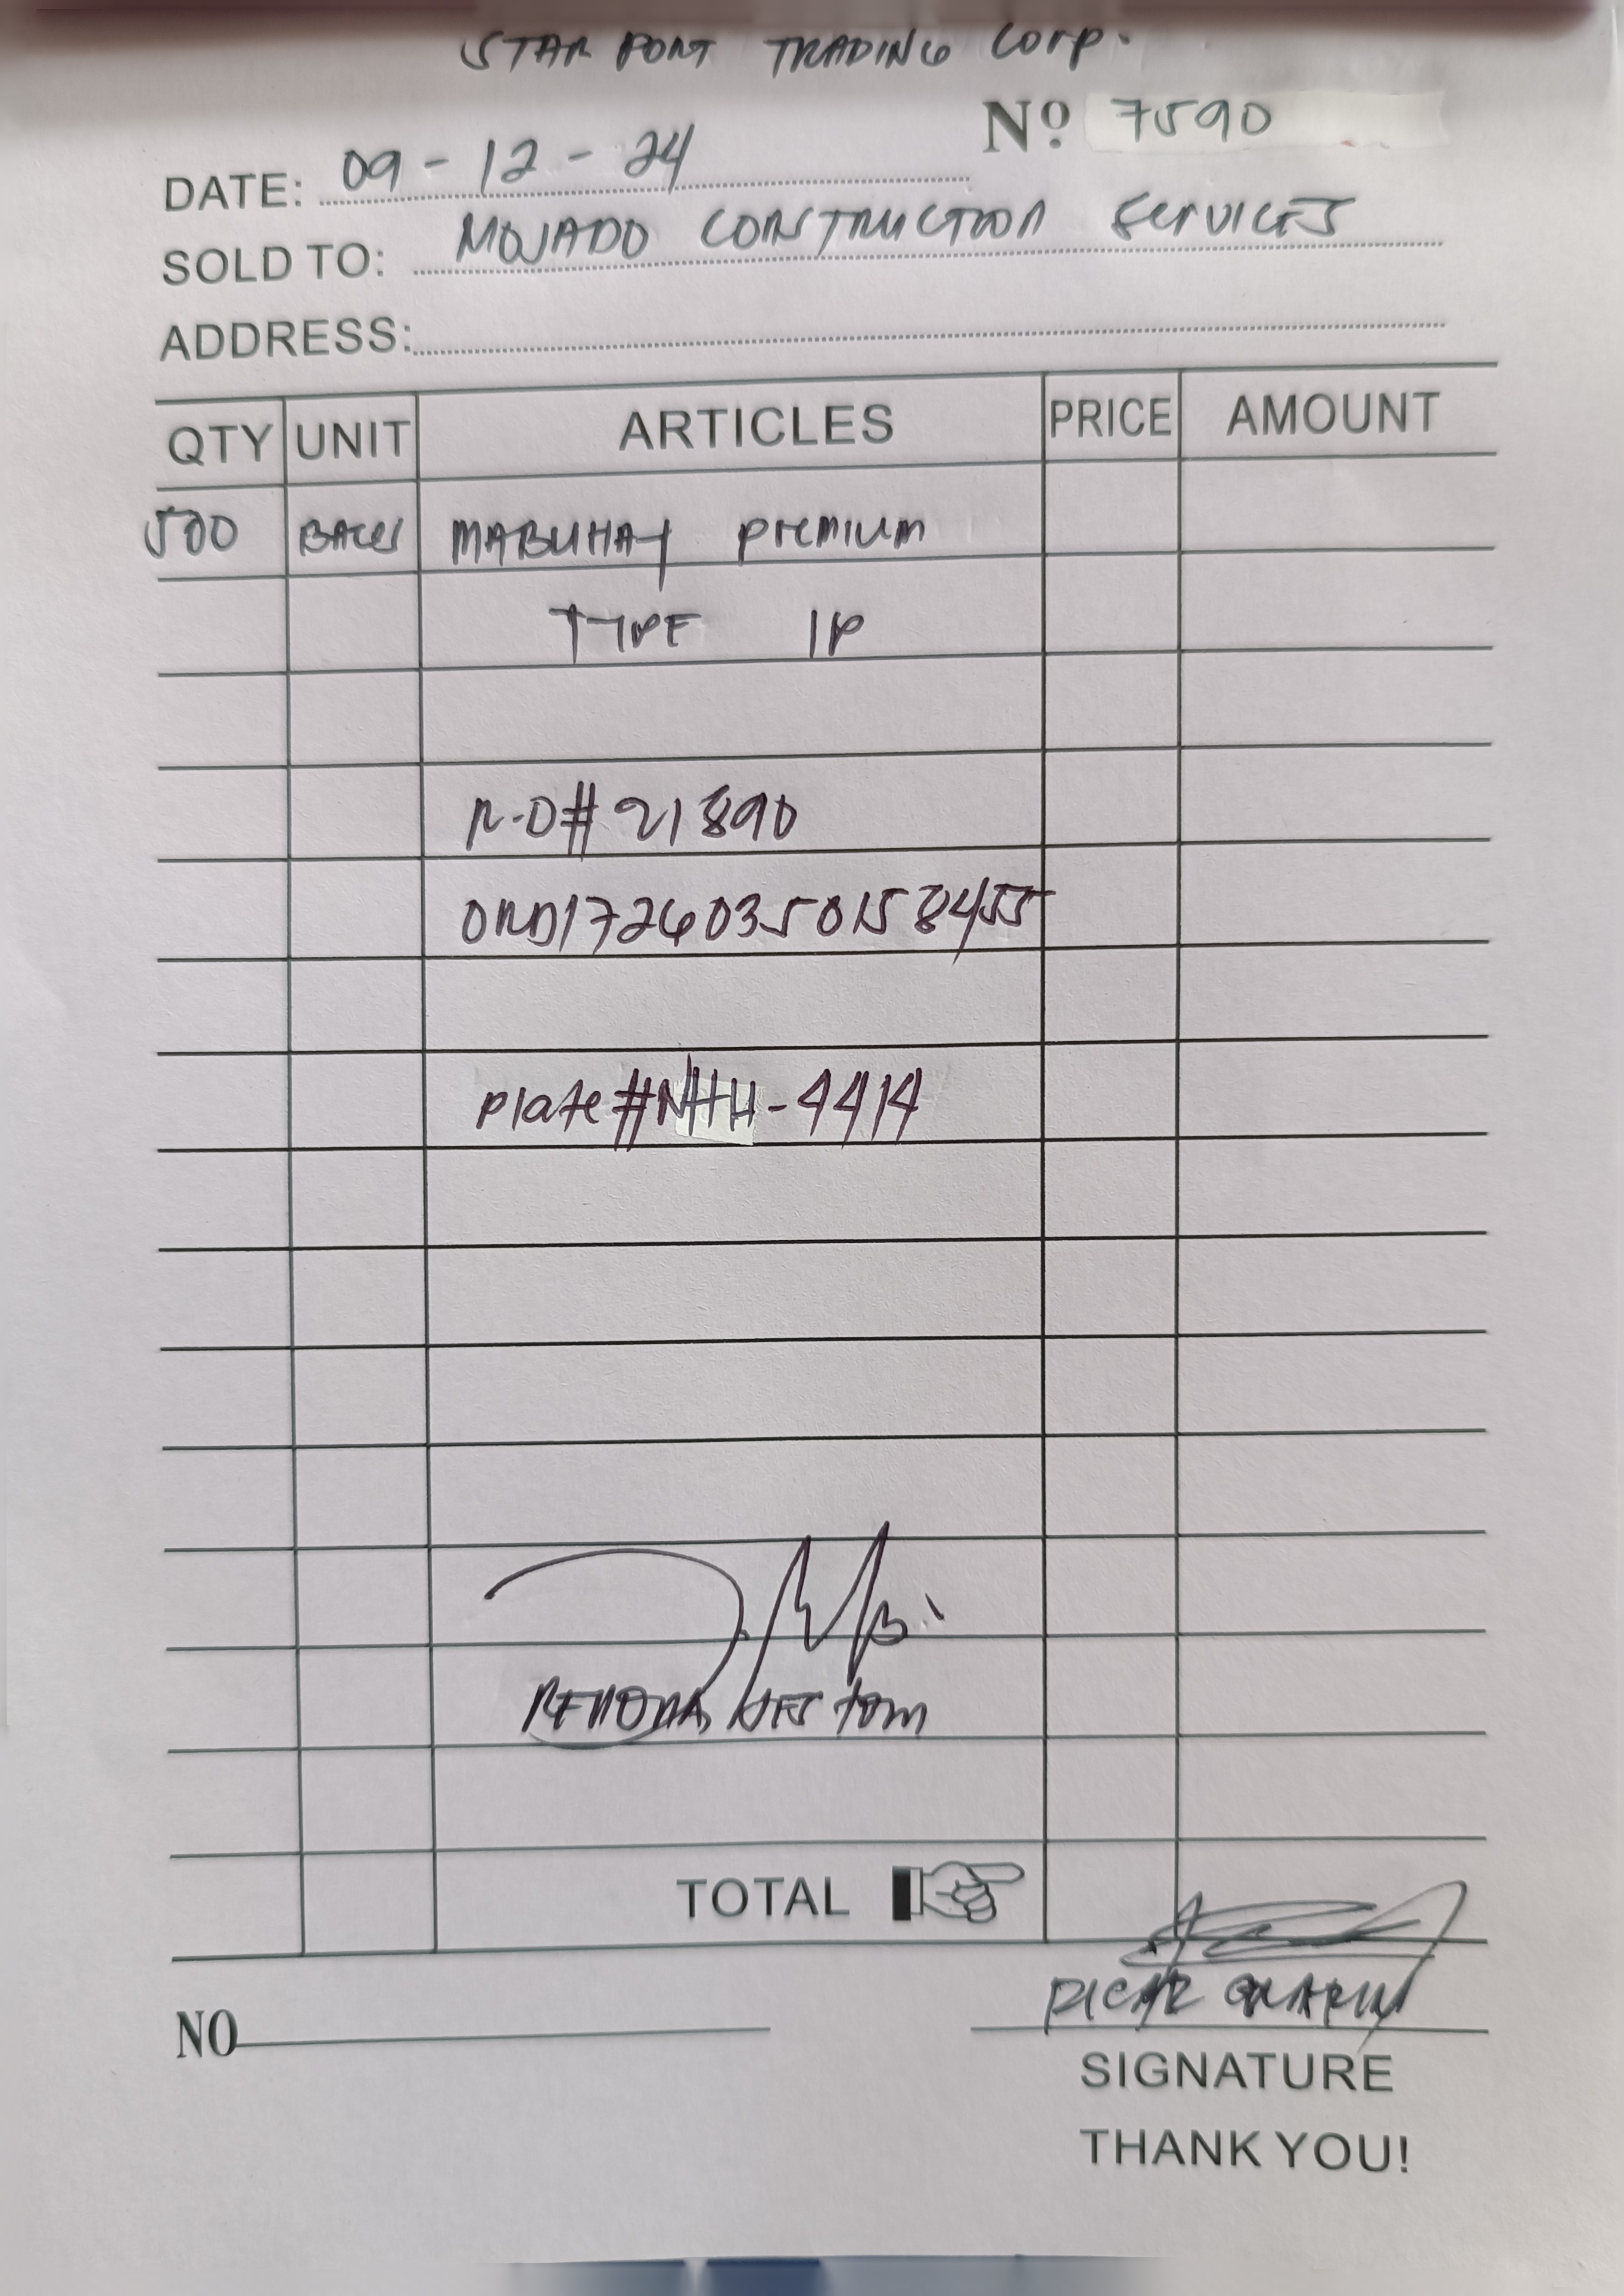 STAR PORT TRADING Corp.
Nº 7590
DATE: 09-12-24
SOLD TO: MOJADO CONSTRUCTION SERVICES
ADDRESS:
QTY UNIT ARTICLES PRICE AMOUNT
500 BAGS MABUHAY PREMIUM
TYPE 1P
R-O# 21890
ORD17260350158455
Plate #NHH-4414
TOTAL
NO
SIGNATURE
THANK YOU!